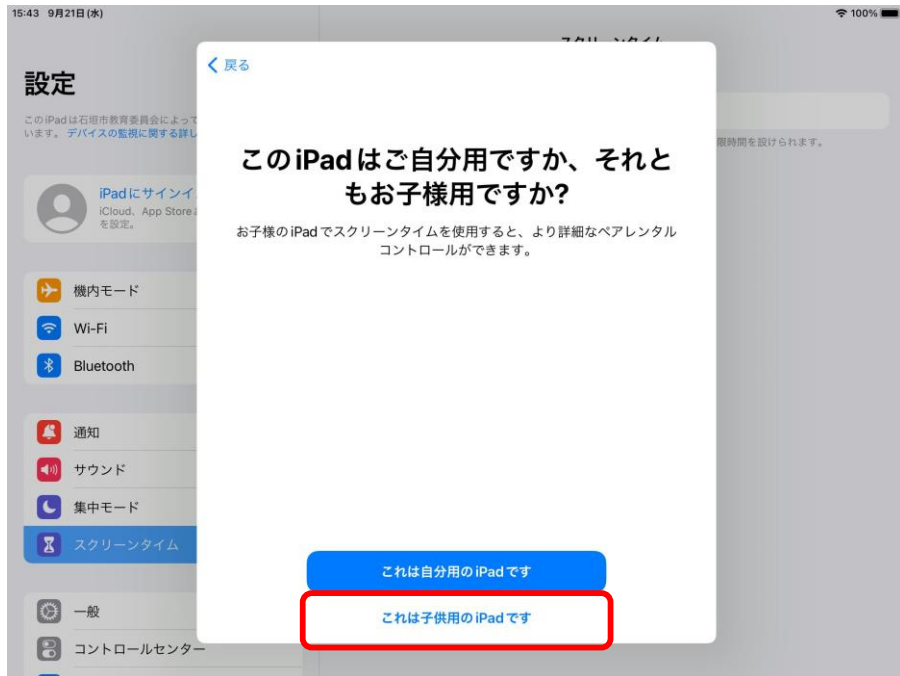 15:43 9月21日(水)
100%
設定
このiPadは石垣市教育委員会によって
います。デバイスの監視に関する詳し
iPadにサインイ
iCloud、App Store
を設定。
機内モード
Wi-Fi
Bluetooth
通知
サウンド
集中モード
スクリーンタイム
一般
コントロールセンター
戻る
このiPadはご自分用ですか、それと
もお子様用ですか?
お子様のiPadでスクリーンタイムを使用すると、より詳細なペアレンタル
コントロールができます。
これは自分用のiPadです
これは子供用のiPadです
限時間を設けられます。